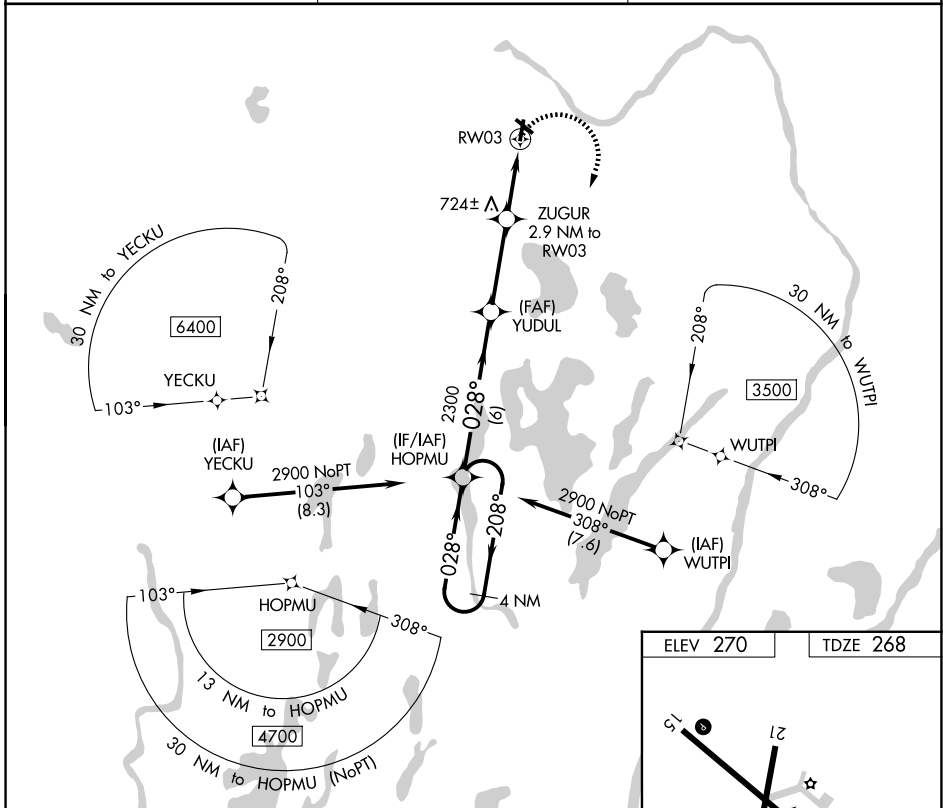 RW03
724±
ZUGUR
2.9 NM to
RW03
30 NM to YECKU
208°
6400
YECKU
103°
(FAF)
YUDUL
30 NM to WUTPI
208°
3500
WUTPI
308°
2300
028°
(6)
(IF/IAF)
HOPMU
(IAF)
YECKU
2900 NoPT
103°
(8.3)
2900 NoPT
308°
(7.6)
(IAF)
WUTPI
028°
208°
4 NM
103°
HOPMU
308°
2900
13 NM to HOPMU
4700
30 NM to HOPMU (NoPT)
ELEV 270
TDZE 268
15
21
P